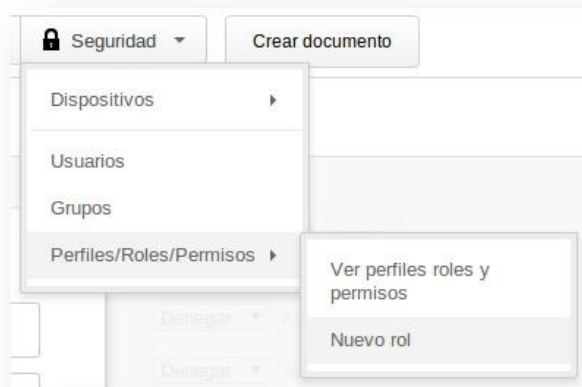 Seguridad
Crear documento
Dispositivos
Usuarios
Grupos
Perfiles/Roles/Permisos
Ver perfiles roles y
permisos
Nuevo rol
Denegar
Denegar